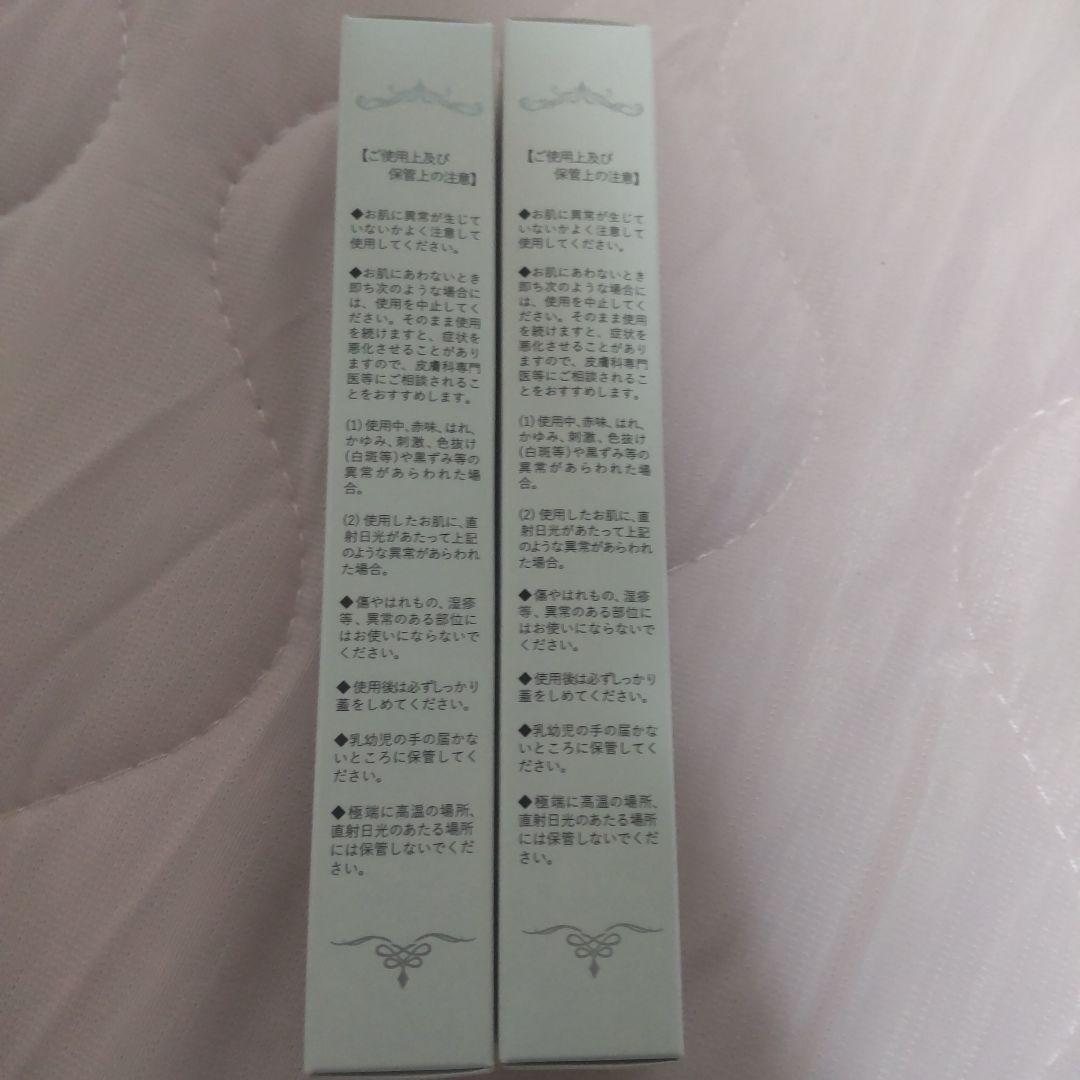 【ご使用上及び
保管上の注意】
◆お肌に異常が生じて
いないかよく注意して
使用してください。
◆お肌にあわないとき
即ち次のような場合に
は、使用を中止してく
ださい。そのまま使用
を続けますと、症状を
悪化させることがあり
ますので、皮膚科専門
医等にご相談されるこ
とをおすすめします。
(1) 使用中、赤味、はれ、
かゆみ、刺激、色抜け
(白斑等)や黒ずみ等の
異常があらわれた場
合。
(2) 使用したお肌に、直
射日光があたって上記
のような異常があらわれ
た場合。
◆傷やはれもの、湿疹
等、異常のある部位に
はお使いにならないで
ください。
◆使用後は必ずしっかり
蓋をしめてください。
◆乳幼児の手の届かな
いところに保管してく
ださい。
◆極端に高温の場所、
直射日光のあたる場所
には保管しないでくだ
さい。
【ご使用上及び
保管上の注意】
◆お肌に異常が生じて
いないかよく注意して
使用してください。
◆お肌にあわないとき
即ち次のような場合に
は、使用を中止してく
ださい。そのまま使用
を続けますと、症状を
悪化させることがあり
ますので、皮膚科専門
医等にご相談されるこ
とをおすすめします。
(1) 使用中、赤味、はれ、
かゆみ、刺激、色抜け
(白斑等)や黒ずみ等の
異常があらわれた場
合。
(2) 使用したお肌に、直
射日光があたって上記
のような異常があらわれ
た場合。
◆傷やはれもの、湿疹
等、異常のある部位に
はお使いにならないで
ください。
◆使用後は必ずしっかり
蓋をしめてください。
◆乳幼児の手の届かな
いところに保管してく
ださい。
◆極端に高温の場所、
直射日光のあたる場所
には保管しないでくだ
さい。